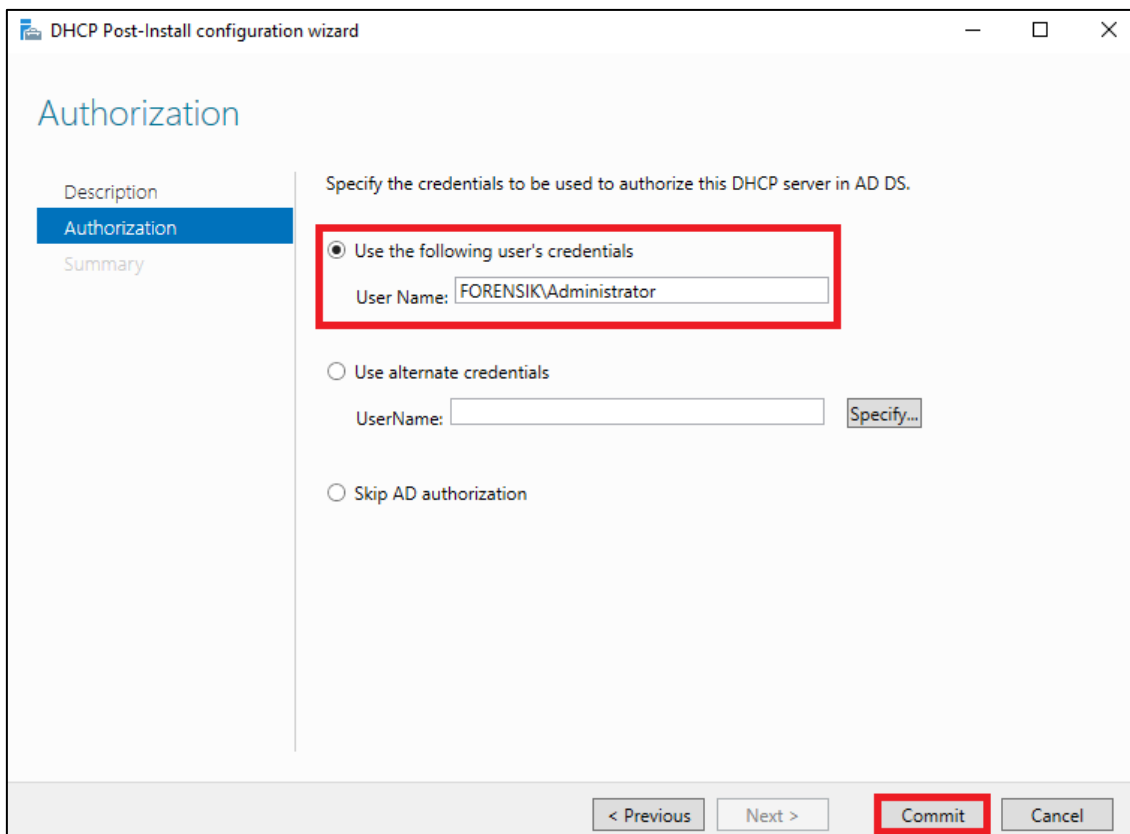 DHCP Post-Install configuration wizard
Authorization
Description
Authorization
Summary
Specify the credentials to be used to authorize this DHCP server in AD DS.
Use the following user's credentials
User Name: FORENSIK\Administrator
Use alternate credentials
UserName:
Specify...
Skip AD authorization
< Previous
Next >
Commit
Cancel